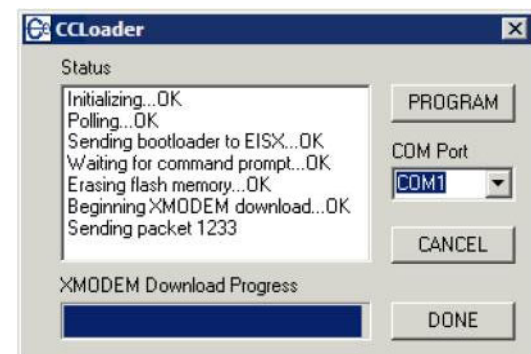 CCLoader
Status
Initializing...OK
Polling...OK
Sending bootloader to EISX...OK
Waiting for command prompt...OK
Erasing flash memory...OK
Beginning XMODEM download...OK
Sending packet 1233
PROGRAM
COM Port
COM1
CANCEL
XMODEM Download Progress
DONE